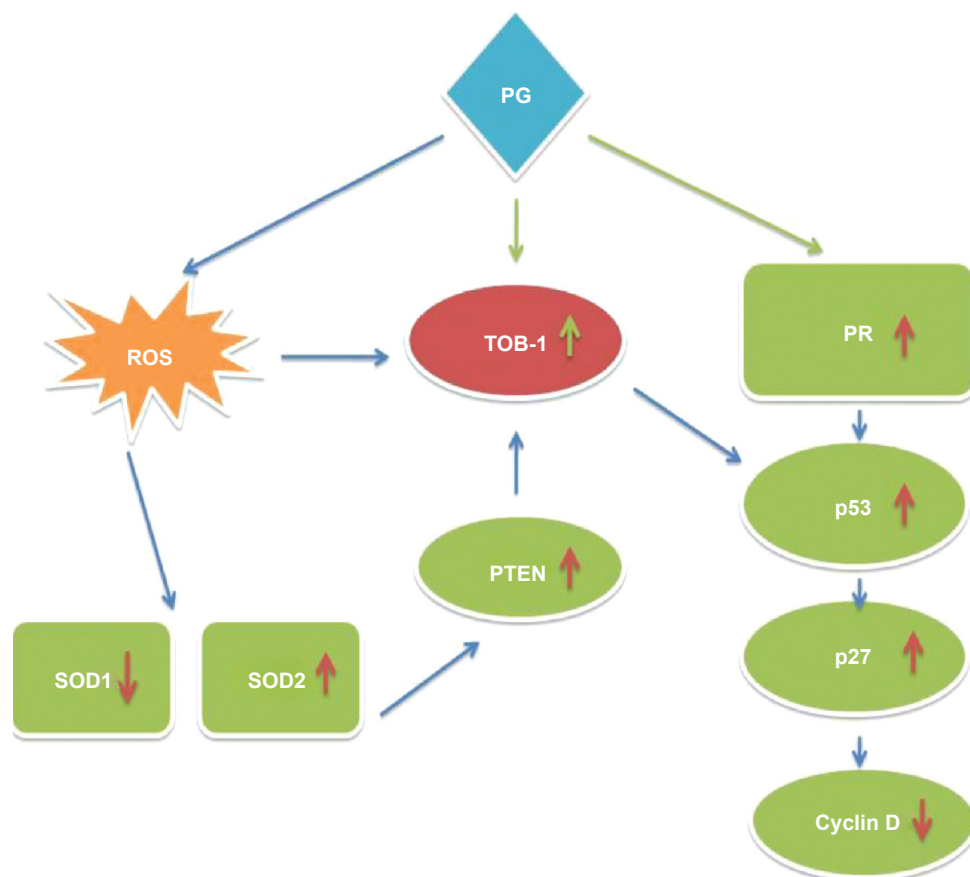 PG
ROS
TOB-1
PR
p53
PTEN
SOD1
SOD2
p27
Cyclin D